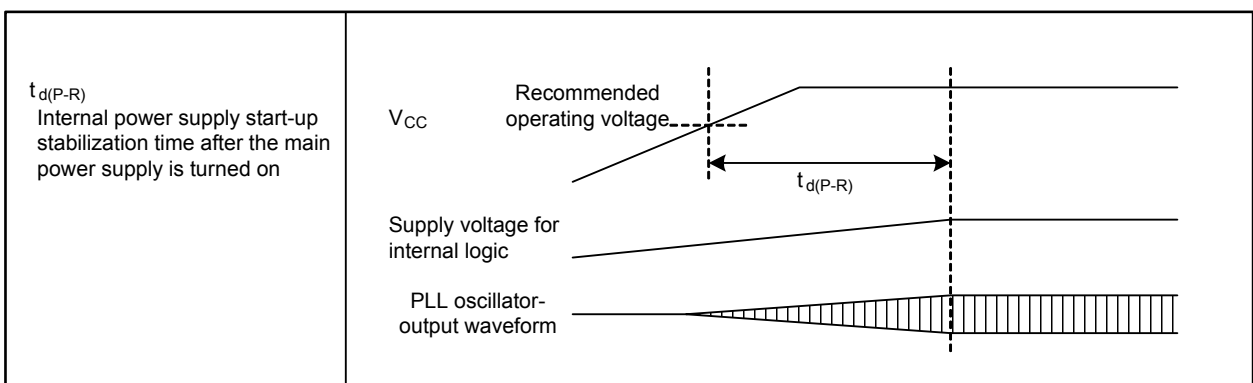 t d(P-R)
Internal power supply start-up
stabilization time after the main
power supply is turned on
Recommended
operating voltage
VCC
td(P-R)
Supply voltage for
internal logic
PLL oscillator-
output waveform